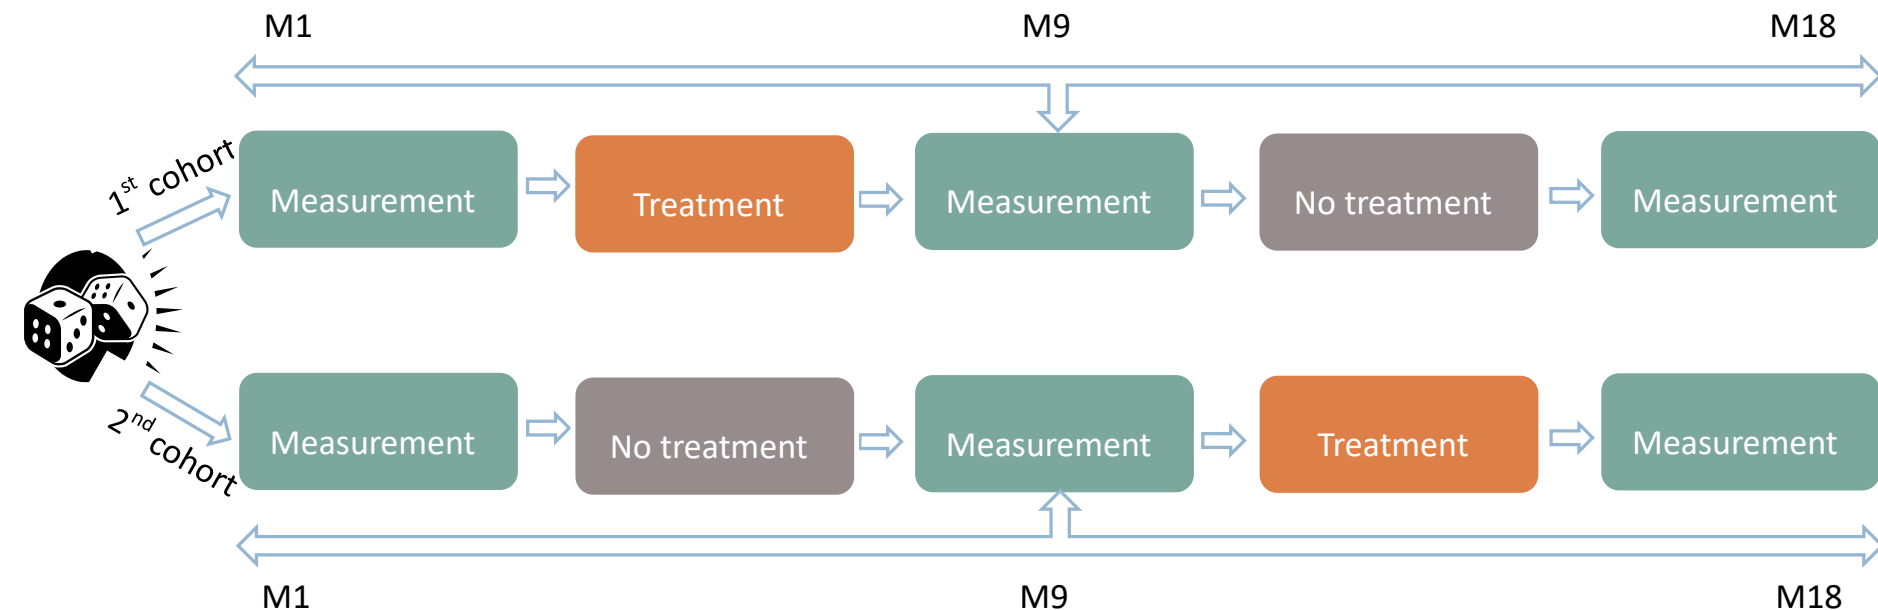 M1 M9 M18
1st cohort
Measurement Treatment Measurement No treatment Measurement
2nd cohort
Measurement No treatment Measurement Treatment Measurement
M1 M9 M18